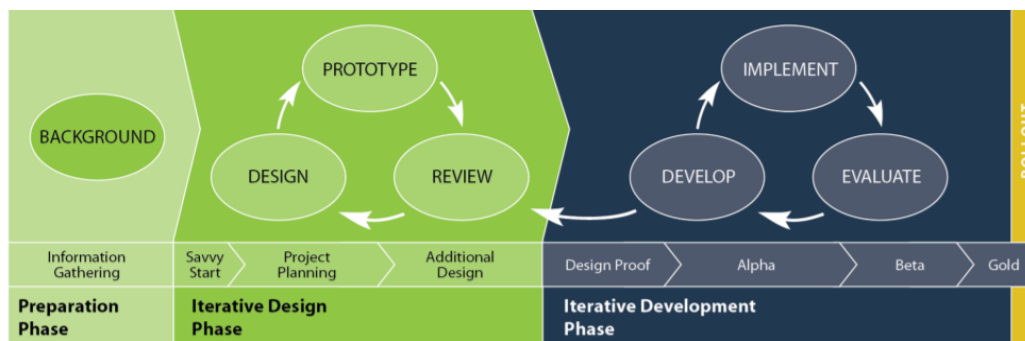 PROTOTYPE
IMPLEMENT
BACKGROUND
DESIGN
REVIEW
DEVELOP
EVALUATE
ROLLOUT
Information
Gathering
Savvy
Start
Project
Planning
Additional
Design
Design Proof
Alpha
Beta
Gold
Preparation
Phase
Iterative Design
Phase
Iterative Development
Phase